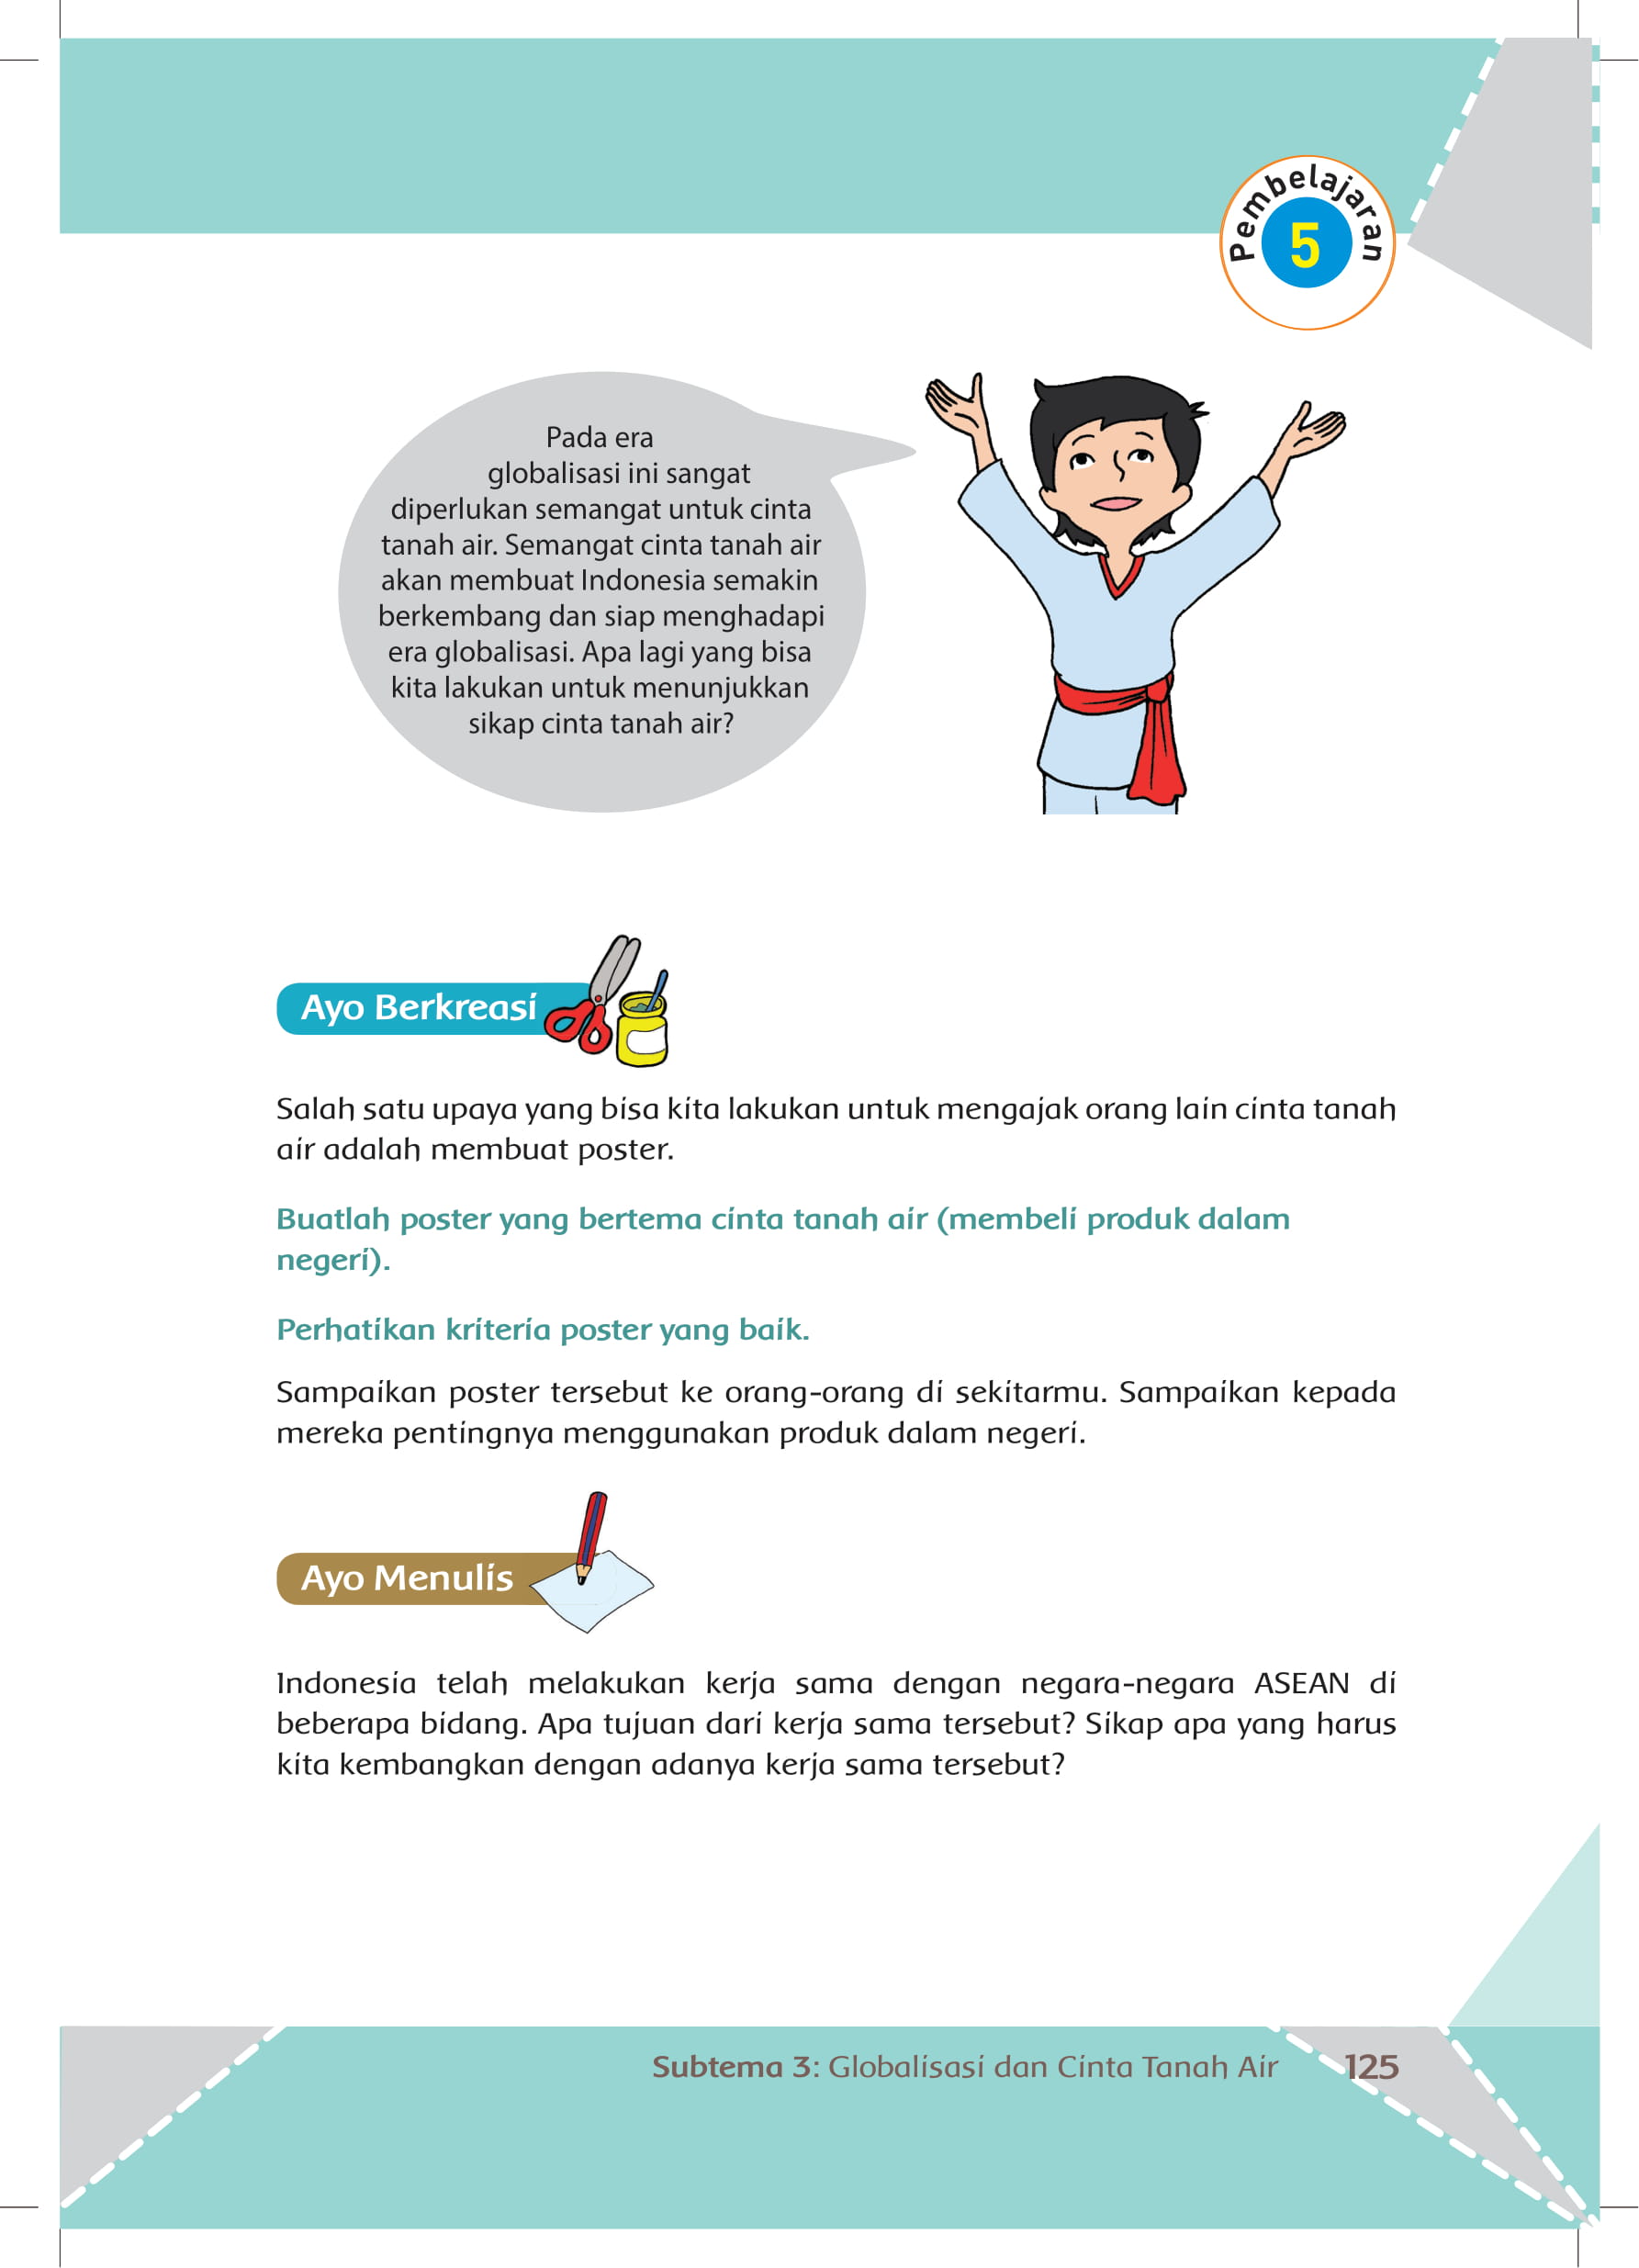 Pembelajaran
5
Pada era
globalisasi ini sangat
diperlukan semangat untuk cinta
tanah air. Semangat cinta tanah air
akan membuat Indonesia semakin
berkembang dan siap menghadapi
era globalisasi. Apa lagi yang bisa
kita lakukan untuk menunjukkan
sikap cinta tanah air?
Ayo Berkreasi
Salah satu upaya yang bisa kita lakukan untuk mengajak orang lain cinta tanah
air adalah membuat poster.
Buatlah poster yang bertema cinta tanah air (membeli produk dalam
negeri).
Perhatikan kriteria poster yang baik.
Sampaikan poster tersebut ke orang-orang di sekitarmu. Sampaikan kepada
mereka pentingnya menggunakan produk dalam negeri.
Ayo Menulis
Indonesia telah melakukan kerja sama dengan negara-negara ASEAN di
beberapa bidang. Apa tujuan dari kerja sama tersebut? Sikap apa yang harus
kita kembangkan dengan adanya kerja sama tersebut?
Subtema 3: Globalisasi dan Cinta Tanah Air 125